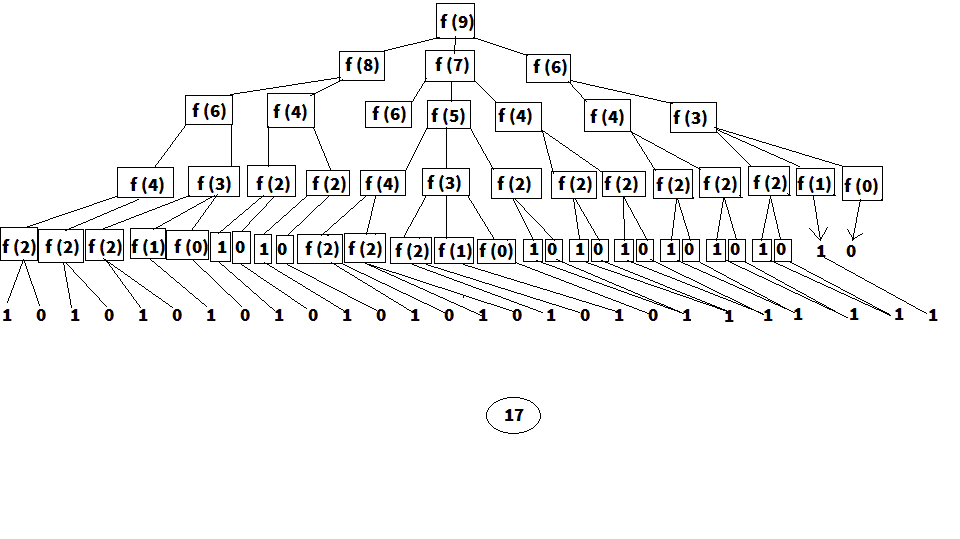 f (9)
f (8) f (7) f (6)
f (6) f (4) f (6) f (5) f (4) f (4) f (3)
f (4) f (3) f (2) f (2) f (4) f (3) f (2) f (2) f (2) f (2) f (2) f (2) f (1) f (0)
f (2) f (2) f (2) f (1) f (0) 1 0 1 0 f (2) f (2) f (2) f (1) f (0) 1 0 1 0 1 0 1 0 1 0 1 0 1 0
1 0 1 0 1 0 1 0 1 0 1 0 1 0 1 0 1 0 1 0 1 1 1 1 1 1 1
17